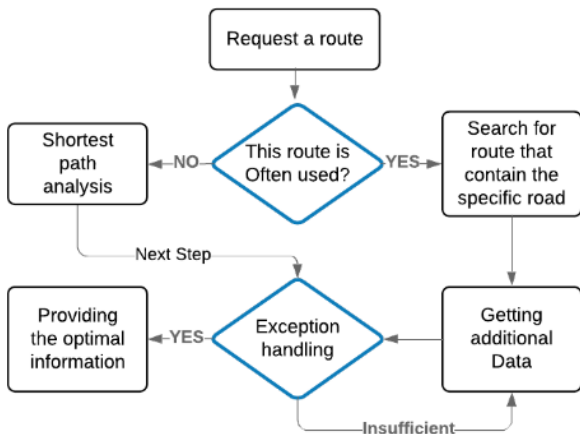 Request a route
Shortest
path
analysis
NO
This route is
Often used?
YES
Search for
route that
contain the
specific road
Next Step
Providing
the optimal
information
YES
Exception
handling
Getting
additional
Data
Insufficient